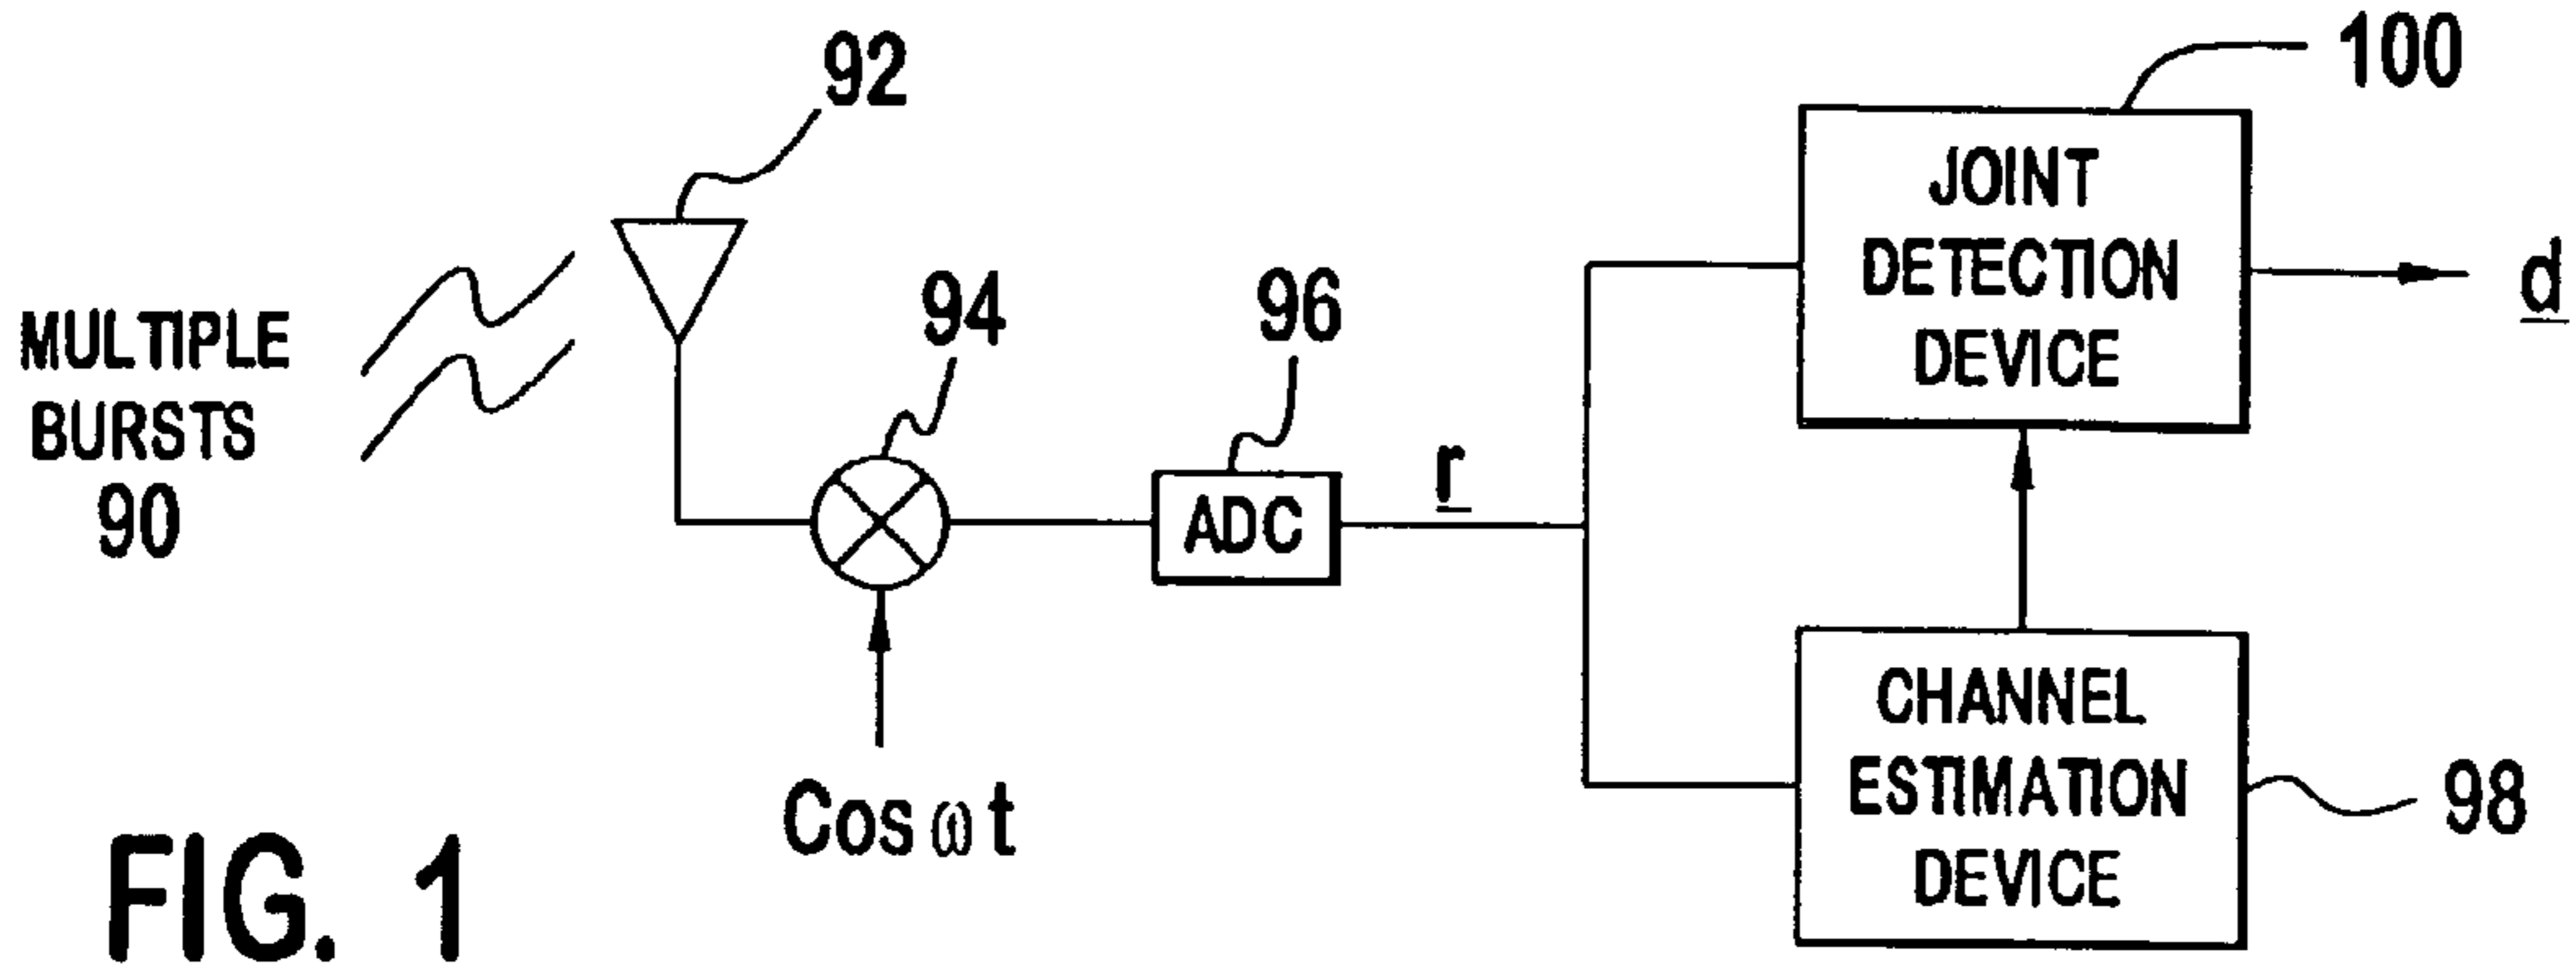 100
92
JOINT
DETECTION
DEVICE
d
94
96
MULTIPLE
BURSTS
90
r
ADC
CHANNEL
ESTIMATION
DEVICE
98
Cos ω t
FIG. 1